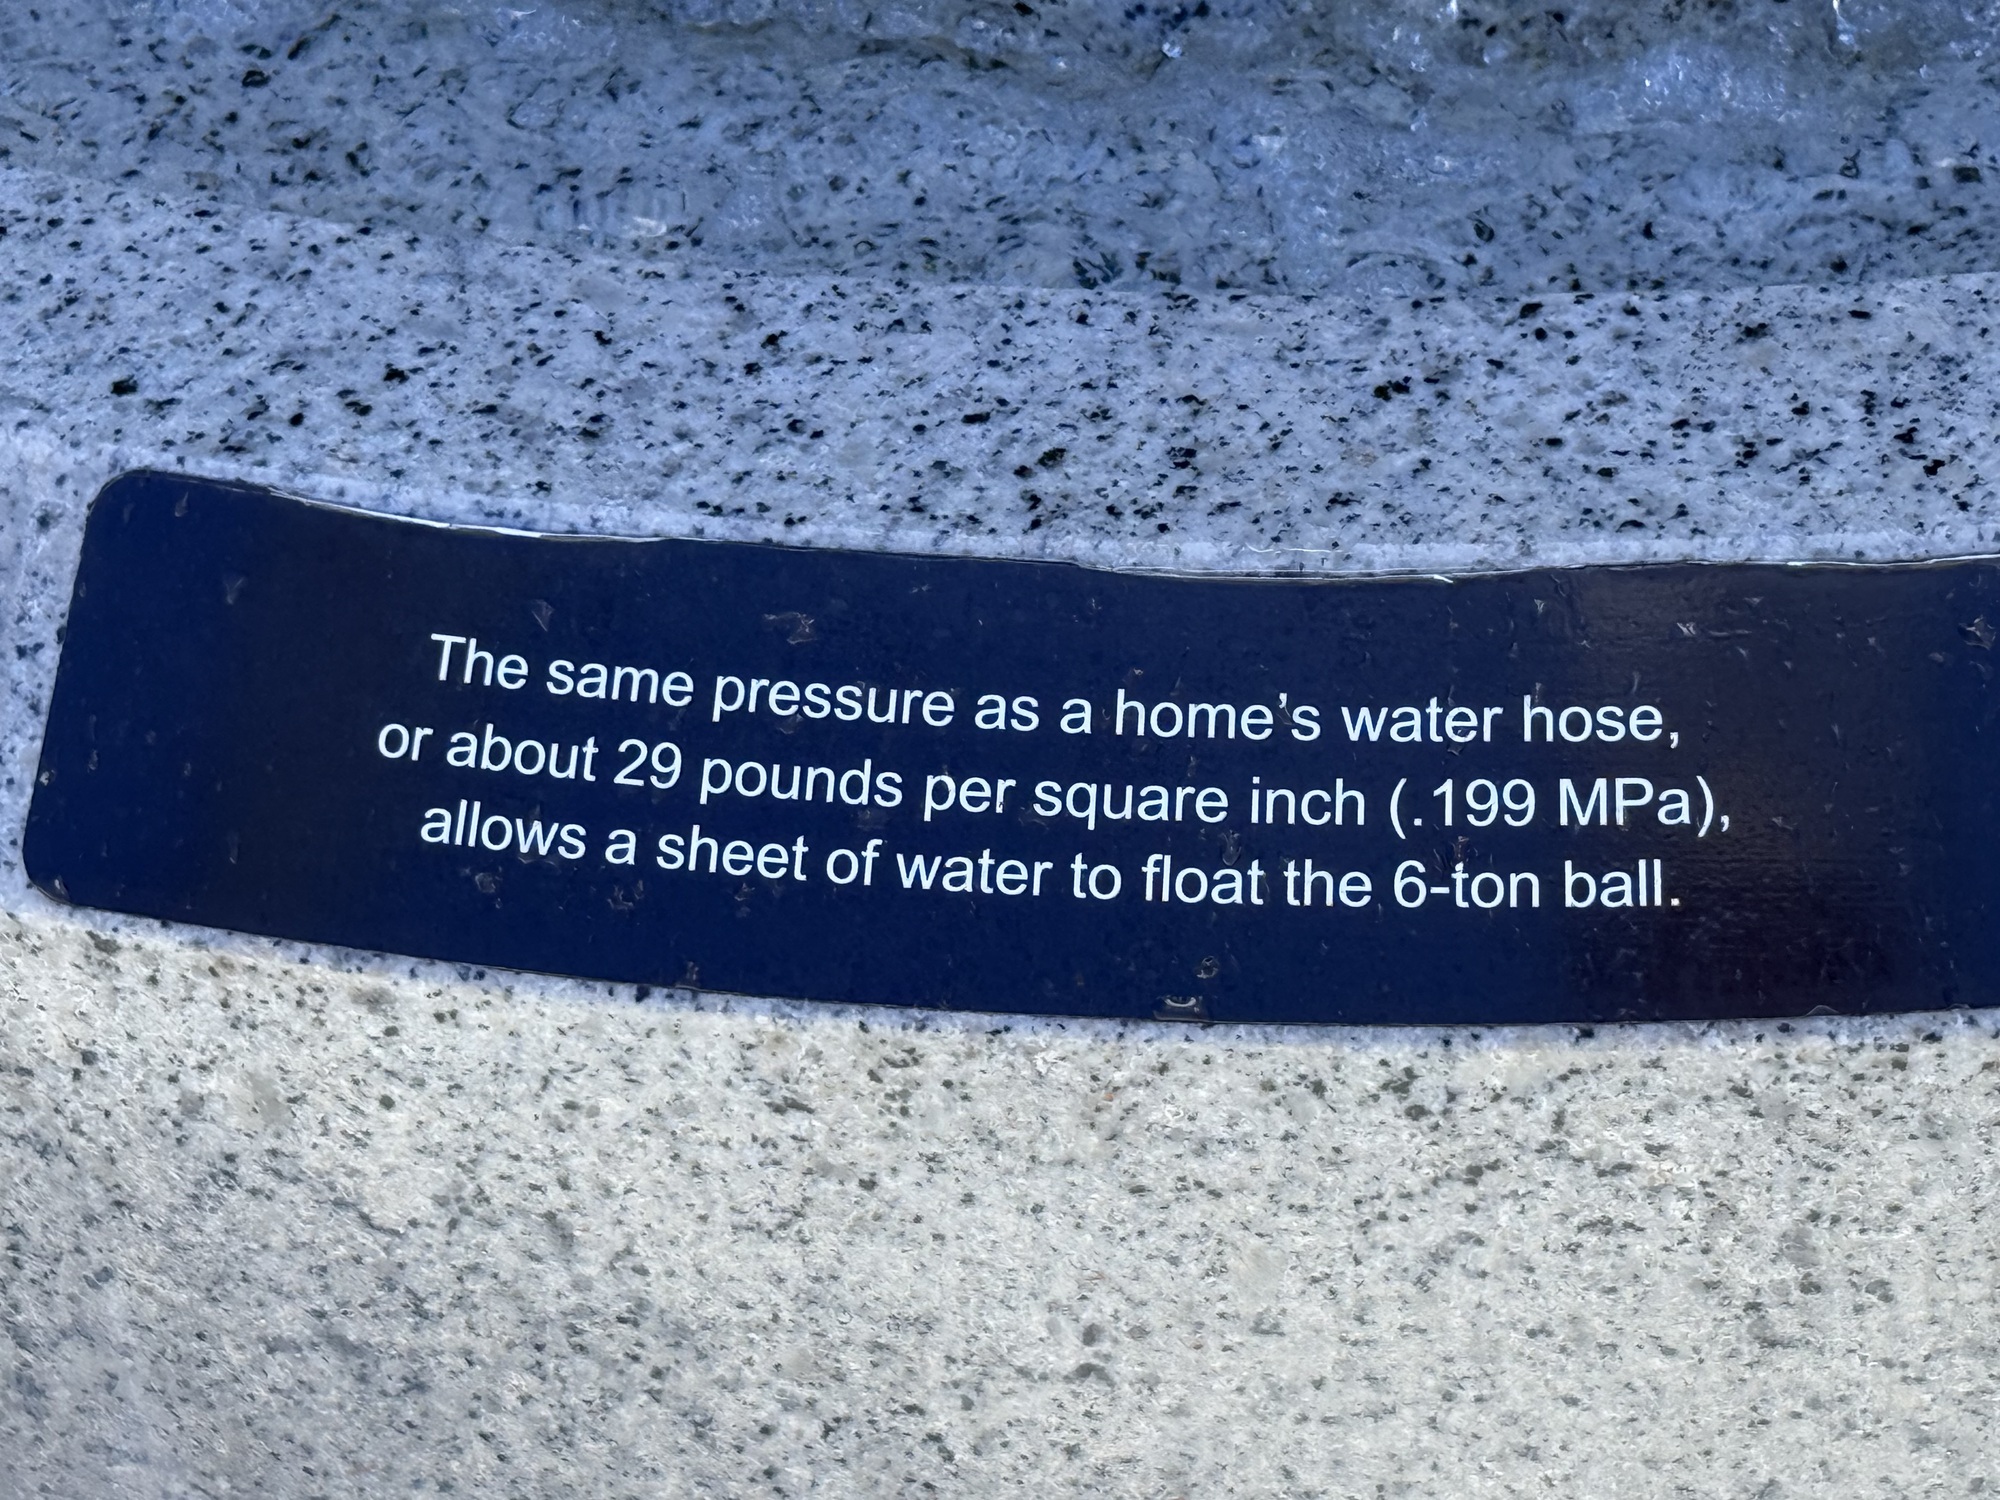 The same pressure as a home's water hose,
or about 29 pounds per square inch (.199 MPa),
allows a sheet of water to float the 6-ton ball.